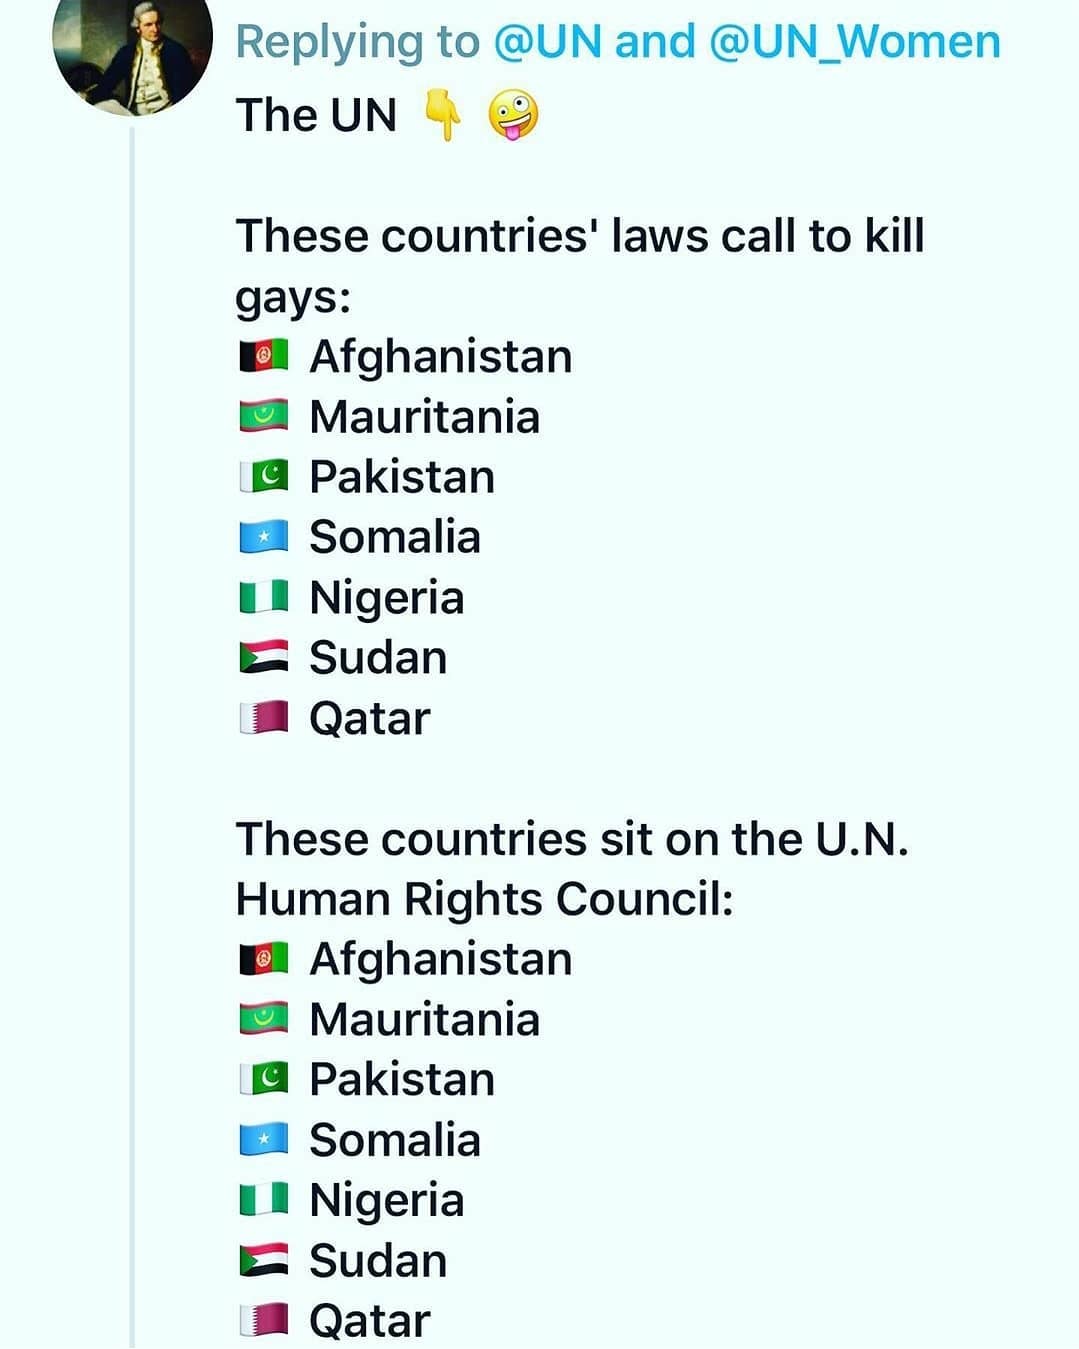 Replying to @UN and @UN_Women
The UN 👇 🤪
These countries' laws call to kill
gays:
🇦🇫 Afghanistan
🇲🇷 Mauritania
🇵🇰 Pakistan
🇸🇴 Somalia
🇳🇬 Nigeria
🇸🇩 Sudan
🇶🇦 Qatar
These countries sit on the U.N.
Human Rights Council:
🇦🇫 Afghanistan
🇲🇷 Mauritania
🇵🇰 Pakistan
🇸🇴 Somalia
🇳🇬 Nigeria
🇸🇩 Sudan
🇶🇦 Qatar